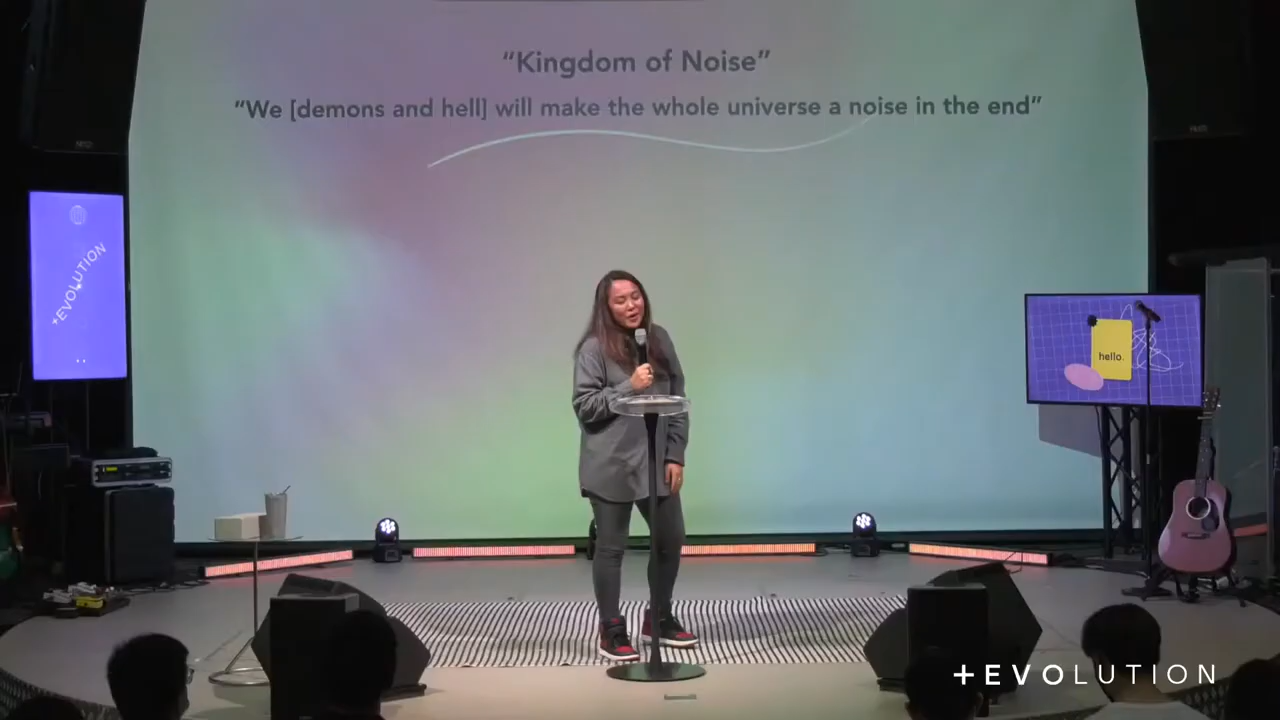 “Kingdom of Noise”
“We [demons and hell] will make the whole universe a noise in the end”
+EVOLUTION
hello.
+EVOLUTION